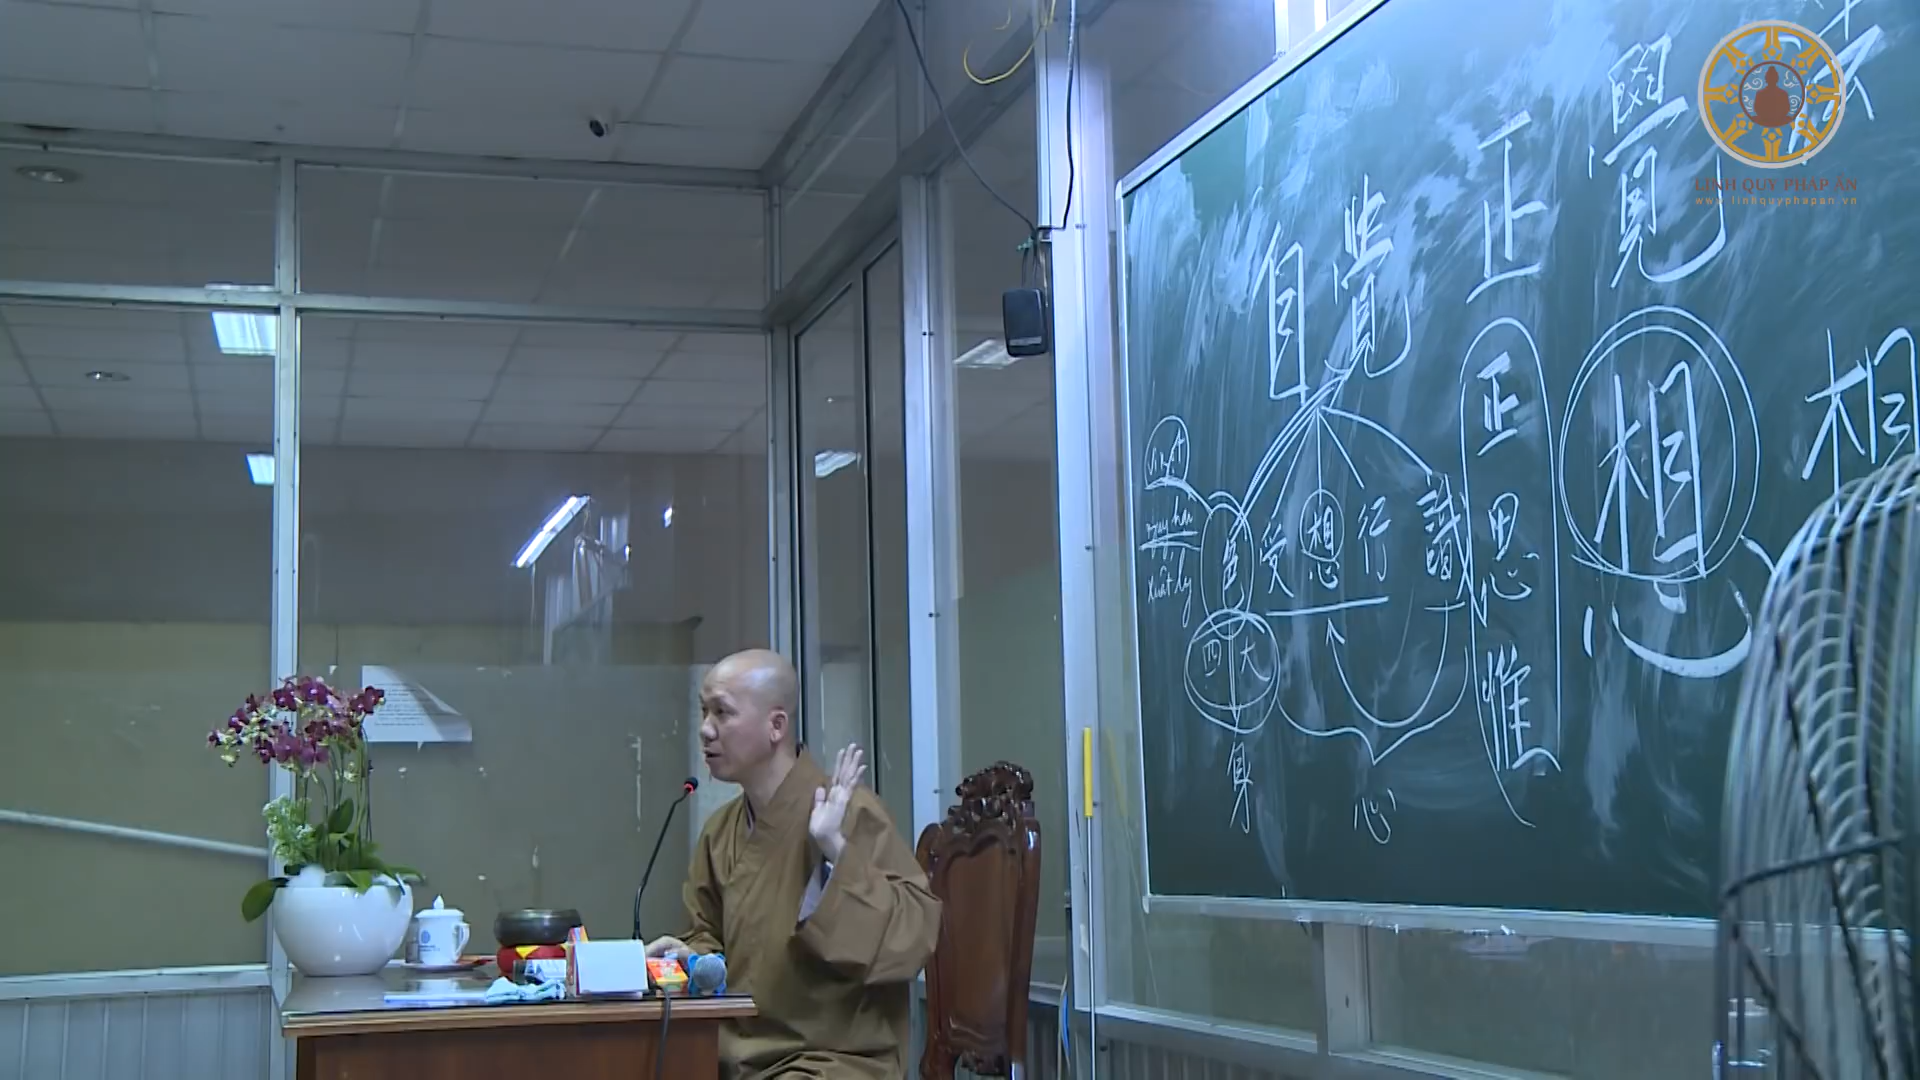 LINH QUY PHÁP ẤN
www.linhquyphapan.vn
正覺
自覺
正思惟
想
相
色受想行識
xuất ly
四大
身
心